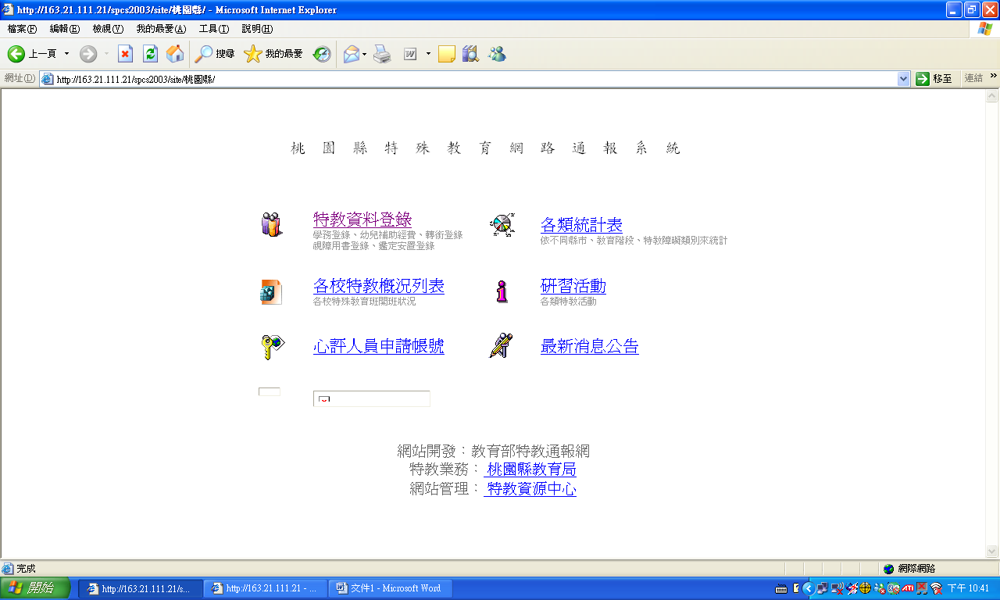 http://163.21.111.21/spcs2003/site/桃園縣/ - Microsoft Internet Explorer
檔案(F) 編輯(E) 檢視(V) 我的最愛(A) 工具(T) 說明(H)
上一頁 搜尋 我的最愛
網址(D) http://163.21.111.21/spcs2003/site/桃園縣/ 移至 連結 »
桃園縣特殊教育網路通報系統
特教資料登錄
學務登錄、幼兒補助經費、轉銜登錄
視障用書登錄、鑑定安置登錄
各類統計表
依不同縣市、教育階段、特教障礙類別來統計
各校特教概況列表
各校特殊教育班開班狀況
研習活動
各類特教活動
心評人員申請帳號
最新消息公告
網站開發：教育部特教通報網
特教業務： 桃園縣教育局
網站管理： 特教資源中心
完成 網際網路
開始 http://163.21.111.21/s... http://163.21.111.21 - ... 文件1 - Microsoft Word 下午 10:41